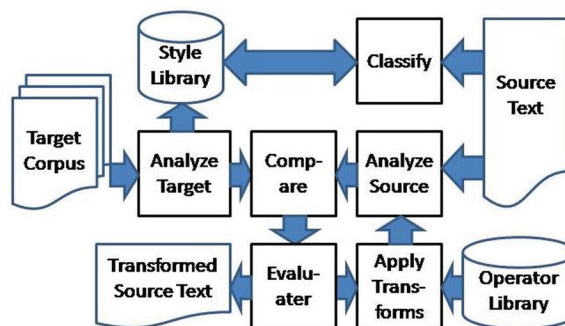 Style
Library
Classify
Source
Text
Target
Corpus
Analyze
Target
Comp-
are
Analyze
Source
Transformed
Source Text
Evalu-
ater
Apply
Trans-
forms
Operator
Library